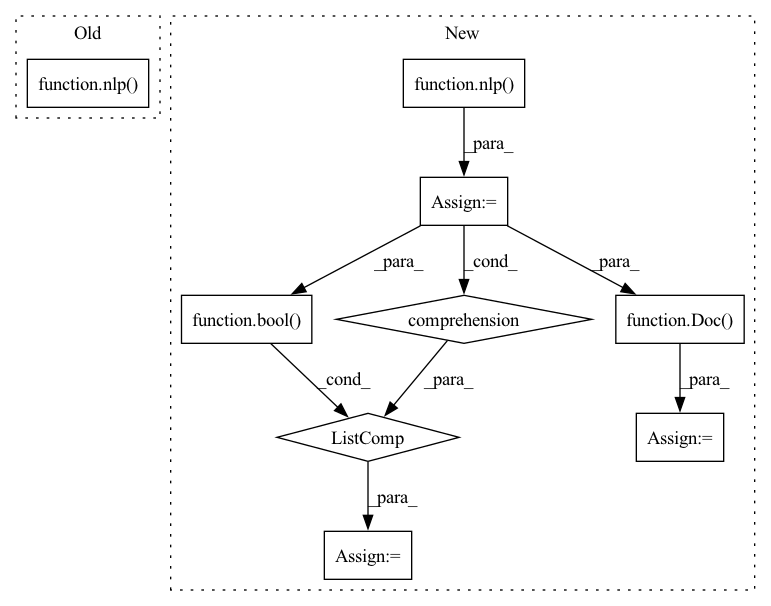 Old
New
function.nlp()
function.nlp()
_para_
Assign:=
_para_
_cond_
_para_
function.bool()
comprehension
function.Doc()
_cond_
_para_
_para_
ListComp
Assign:=
_para_
Assign:=